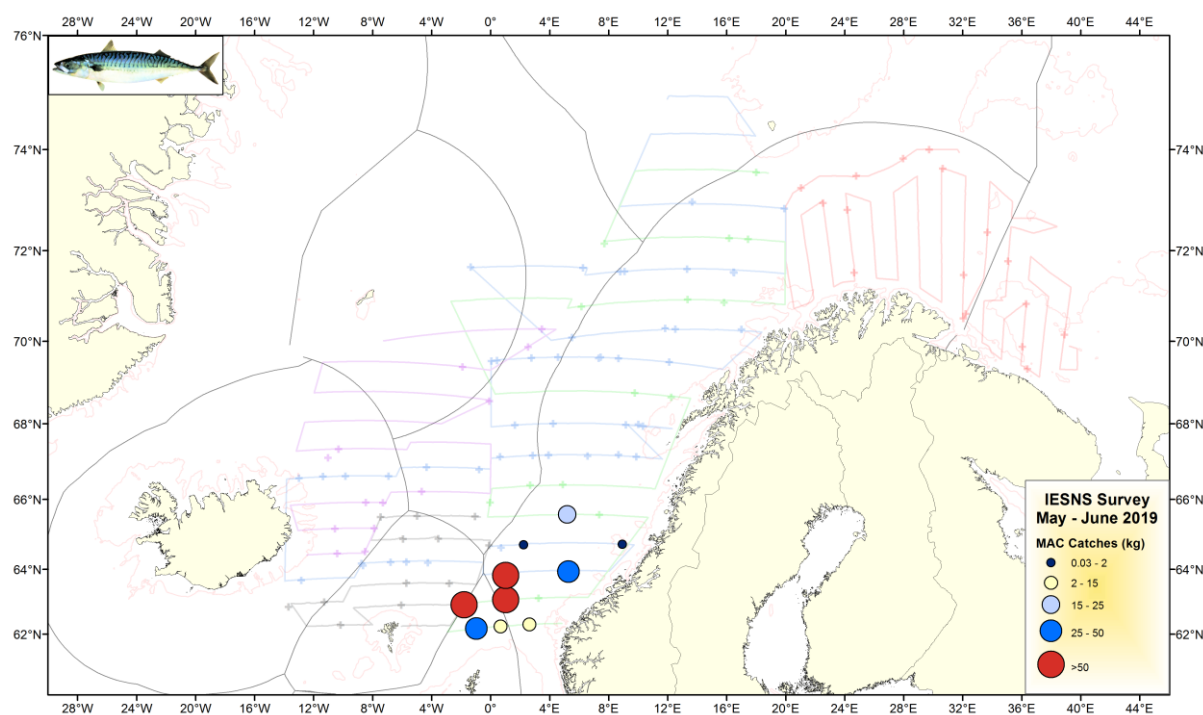 28°W 24°W 20°W 16°W 12°W 8°W 4°W 0° 4°E 8°E 12°E 16°E 20°E 24°E 28°E 32°E 36°E 40°E 44°E
76°N
74°N 74°N
72°N 72°N
70°N 70°N
68°N 68°N
66°N 66°N
IESNS Survey
May - June 2019
MAC Catches (kg)
0.03 - 2
2 - 15
15 - 25
25 - 50
>50
64°N 64°N
62°N 62°N
28°W 24°W 20°W 16°W 12°W 8°W 4°W 0° 4°E 8°E 12°E 16°E 20°E 24°E 28°E 32°E 36°E 40°E 44°E